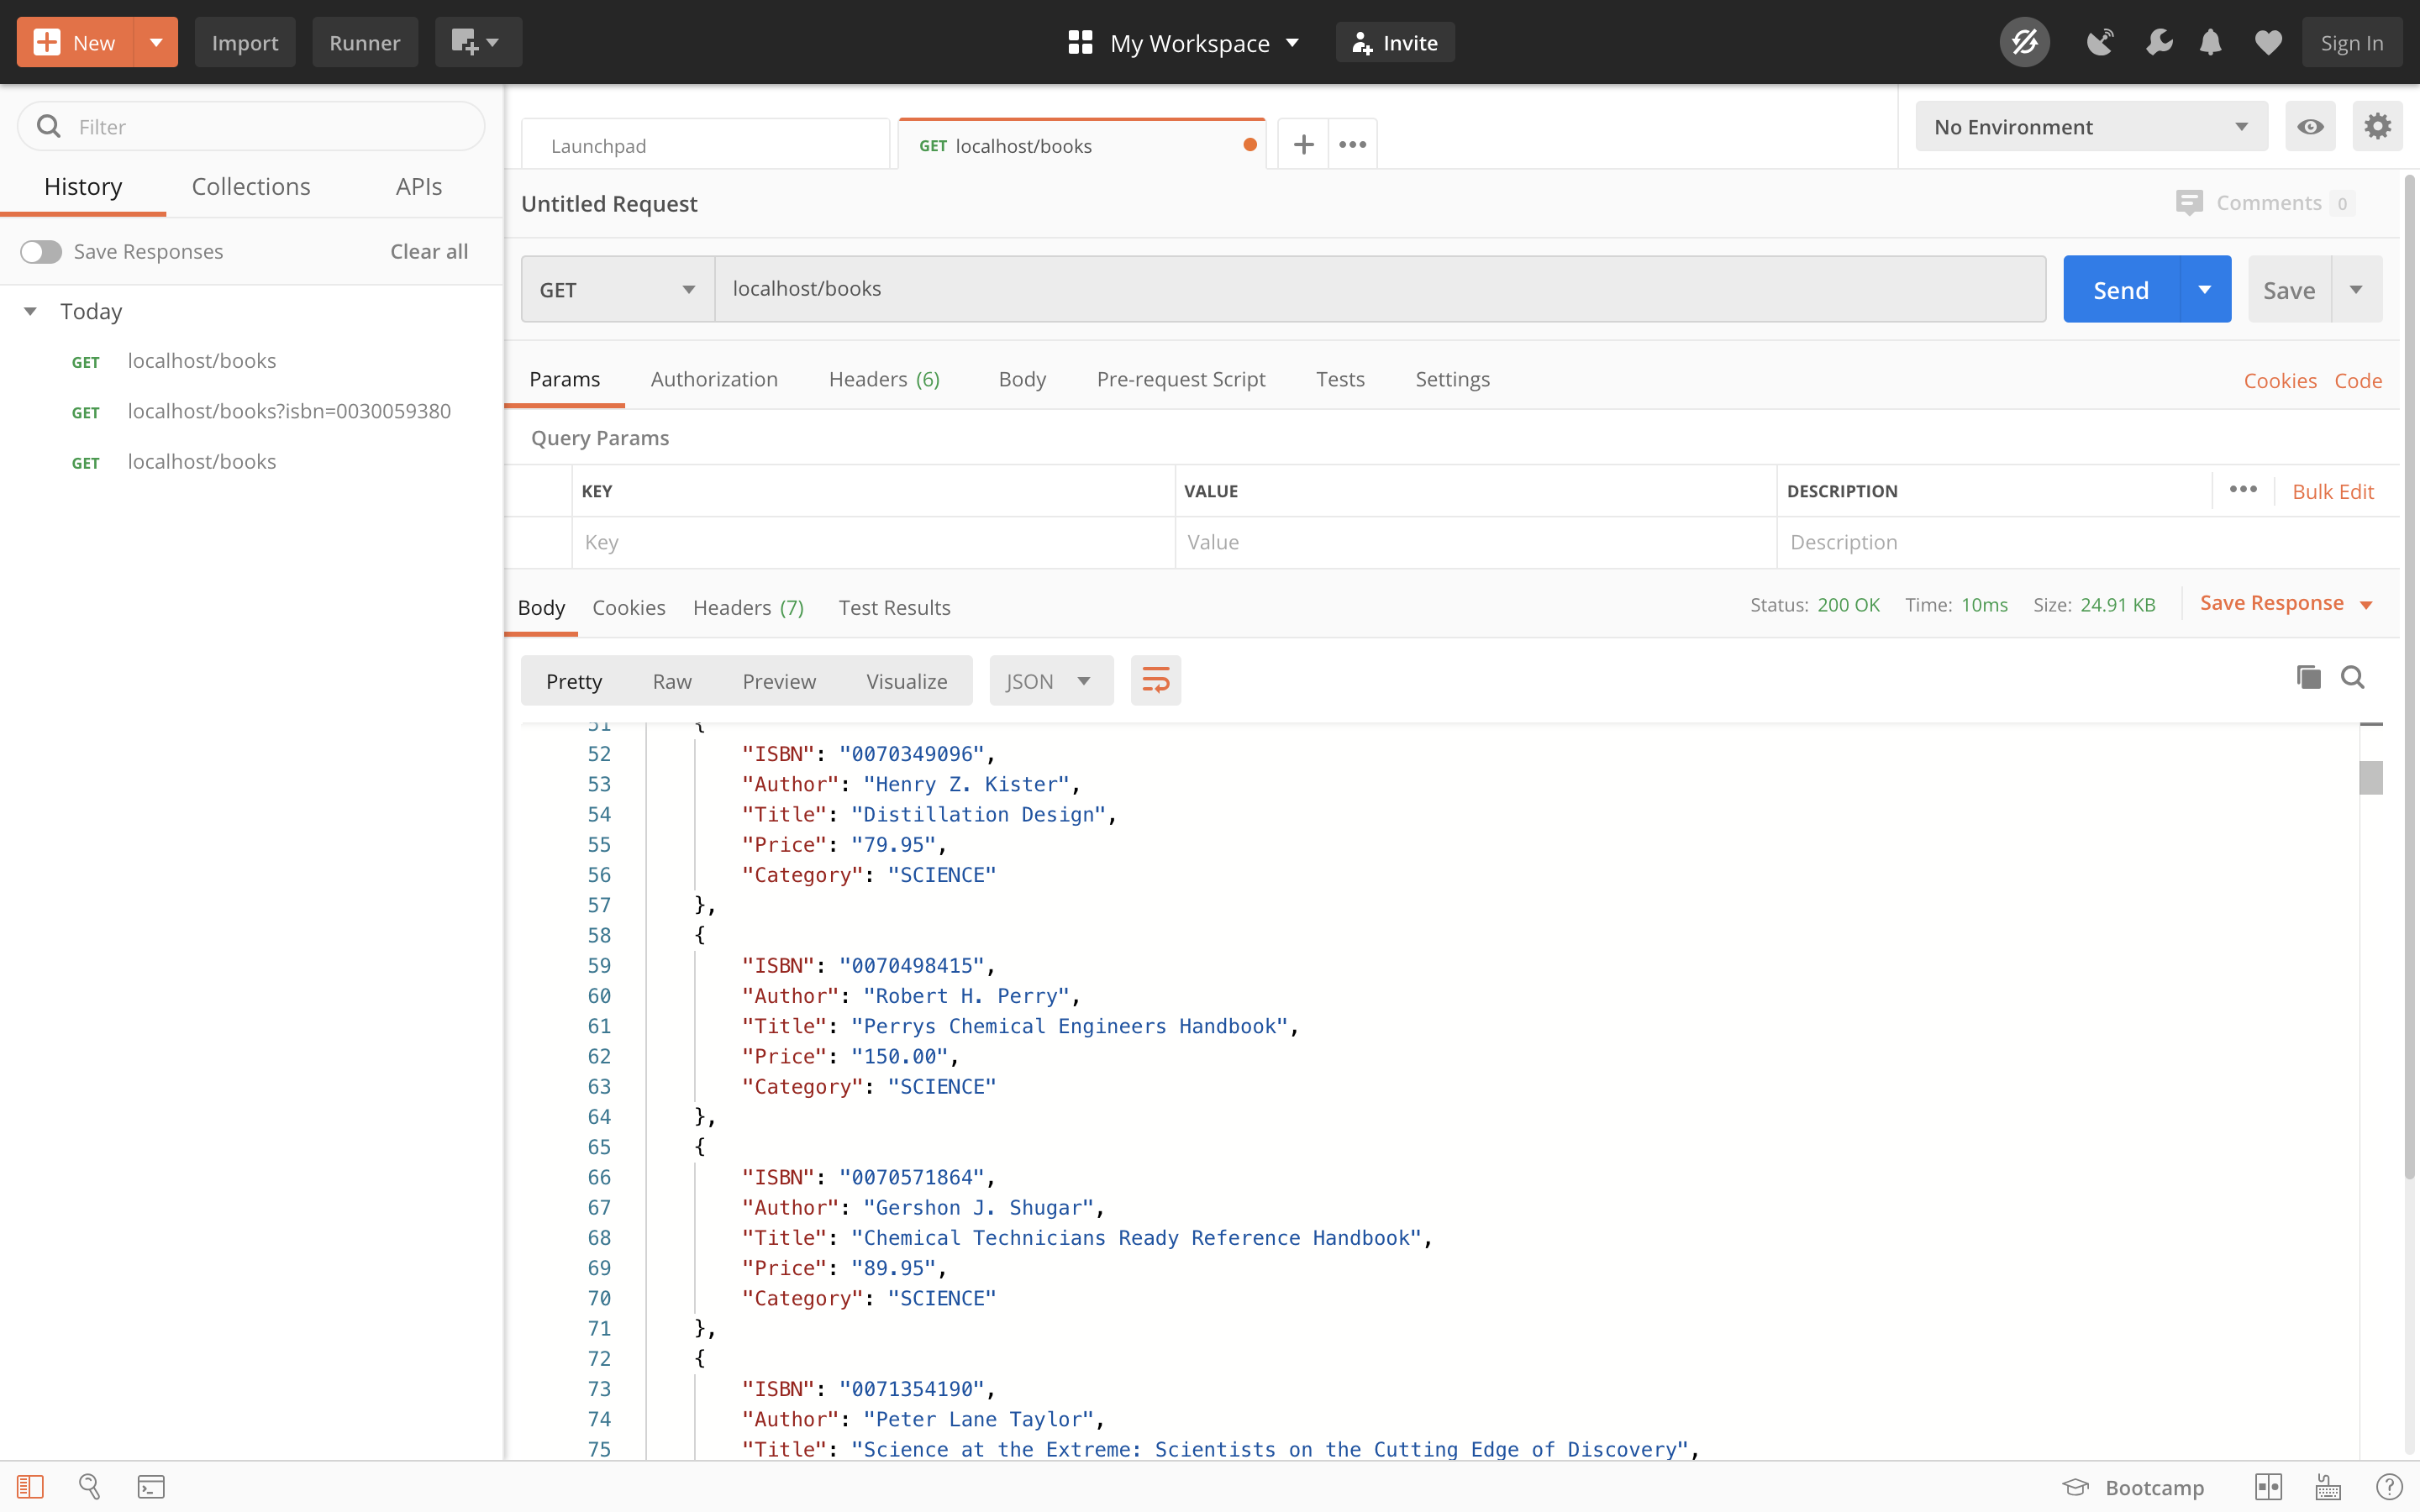 New Import Runner My Workspace Invite Sign In
Filter
History Collections APIs
Save Responses Clear all
Today
GET localhost/books
GET localhost/books?isbn=0030059380
GET localhost/books
Launchpad GET localhost/books No Environment
Untitled Request Comments 0
GET localhost/books Send Save
Params Authorization Headers (6) Body Pre-request Script Tests Settings Cookies Code
Query Params
KEY VALUE DESCRIPTION Bulk Edit
Key Value Description
Body Cookies Headers (7) Test Results Status: 200 OK Time: 10ms Size: 24.91 KB Save Response
Pretty Raw Preview Visualize JSON
51 {
52 "ISBN": "0070349096",
53 "Author": "Henry Z. Kister",
54 "Title": "Distillation Design",
55 "Price": "79.95",
56 "Category": "SCIENCE"
57 },
58 {
59 "ISBN": "0070498415",
60 "Author": "Robert H. Perry",
61 "Title": "Perrys Chemical Engineers Handbook",
62 "Price": "150.00",
63 "Category": "SCIENCE"
64 },
65 {
66 "ISBN": "0070571864",
67 "Author": "Gershon J. Shugar",
68 "Title": "Chemical Technicians Ready Reference Handbook",
69 "Price": "89.95",
70 "Category": "SCIENCE"
71 },
72 {
73 "ISBN": "0071354190",
74 "Author": "Peter Lane Taylor",
75 "Title": "Science at the Extreme: Scientists on the Cutting Edge of Discovery",
Bootcamp